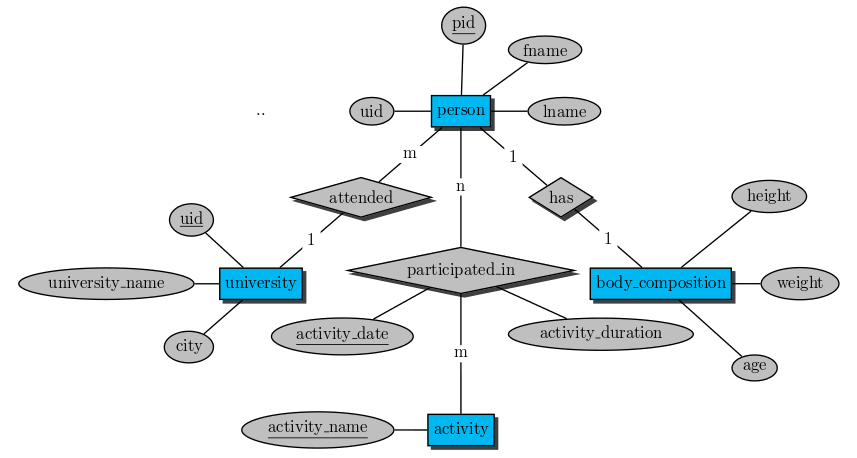 pid
fname
..
uid
person
lname
m
1
n
attended
has
uid
height
1
1
participated_in
university_name
university
body_composition
weight
activity_date
activity_duration
city
m
age
activity_name
activity